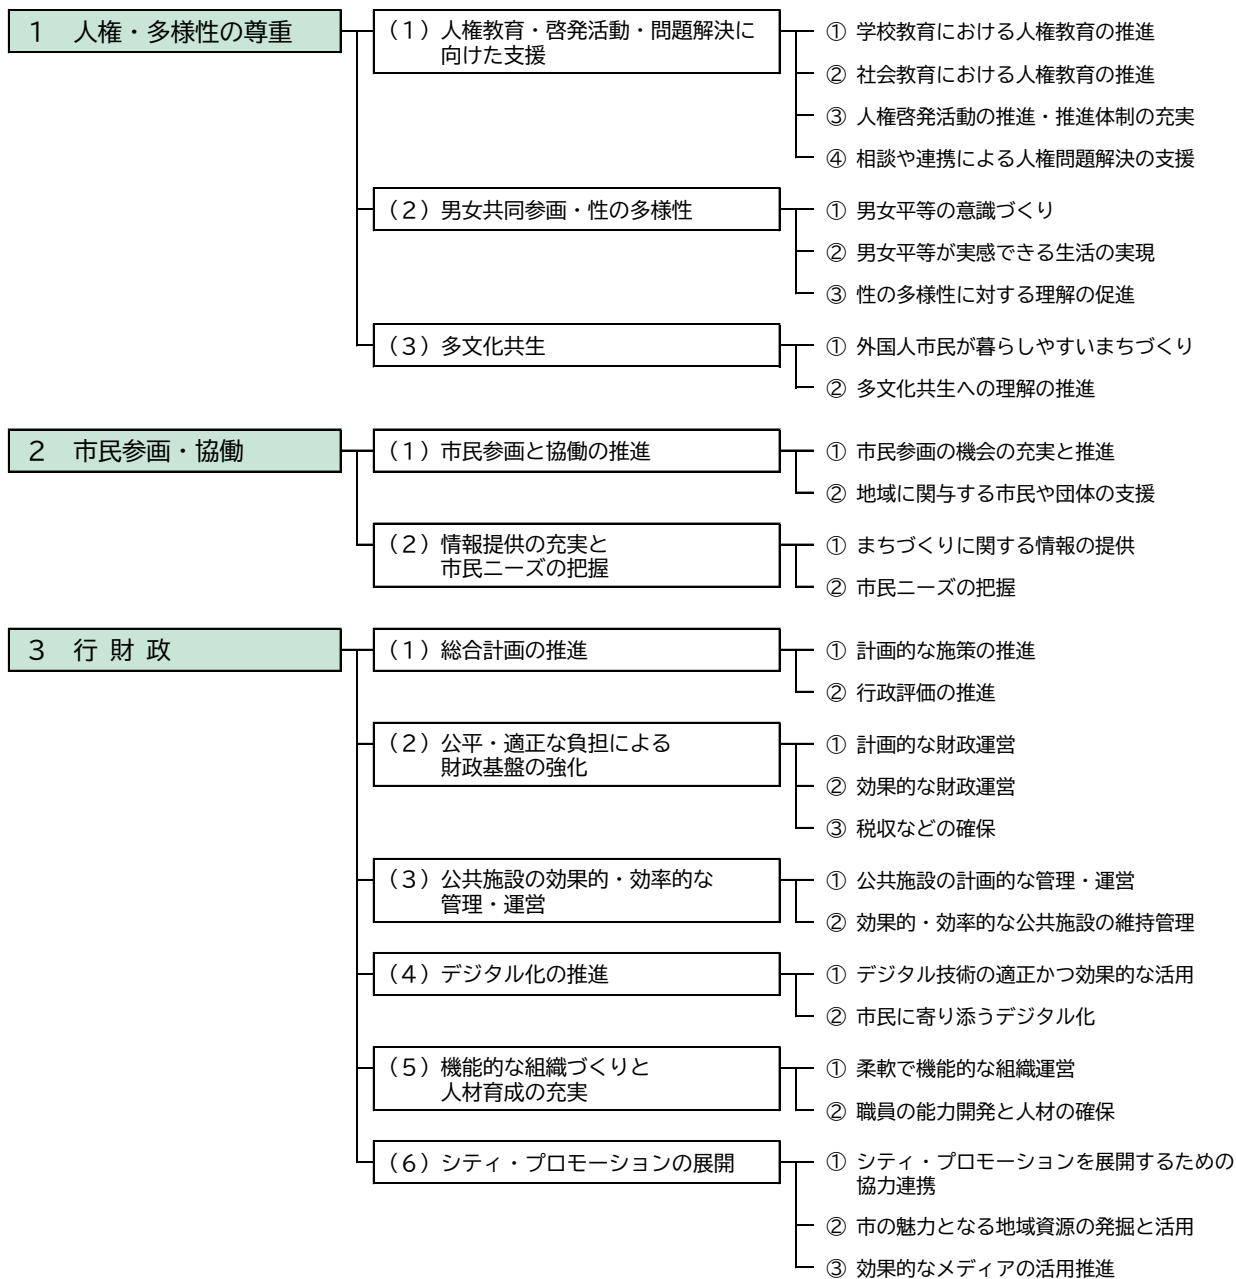 1 人権・多様性の尊重
（1）人権教育・啓発活動・問題解決に
向けた支援
① 学校教育における人権教育の推進
② 社会教育における人権教育の推進
③ 人権啓発活動の推進・推進体制の充実
④ 相談や連携による人権問題解決の支援
（2）男女共同参画・性の多様性
① 男女平等の意識づくり
② 男女平等が実感できる生活の実現
③ 性の多様性に対する理解の促進
（3）多文化共生
① 外国人市民が暮らしやすいまちづくり
② 多文化共生への理解の推進
2 市民参画・協働
（1）市民参画と協働の推進
① 市民参画の機会の充実と推進
② 地域に関与する市民や団体の支援
（2）情報提供の充実と
市民ニーズの把握
① まちづくりに関する情報の提供
② 市民ニーズの把握
3 行 財 政
（1）総合計画の推進
① 計画的な施策の推進
② 行政評価の推進
（2）公平・適正な負担による
財政基盤の強化
① 計画的な財政運営
② 効果的な財政運営
③ 税収などの確保
（3）公共施設の効果的・効率的な
管理・運営
① 公共施設の計画的な管理・運営
② 効果的・効率的な公共施設の維持管理
（4）デジタル化の推進
① デジタル技術の適正かつ効果的な活用
② 市民に寄り添うデジタル化
（5）機能的な組織づくりと
人材育成の充実
① 柔軟で機能的な組織運営
② 職員の能力開発と人材の確保
（6）シティ・プロモーションの展開
① シティ・プロモーションを展開するための
協力連携
② 市の魅力となる地域資源の発掘と活用
③ 効果的なメディアの活用推進